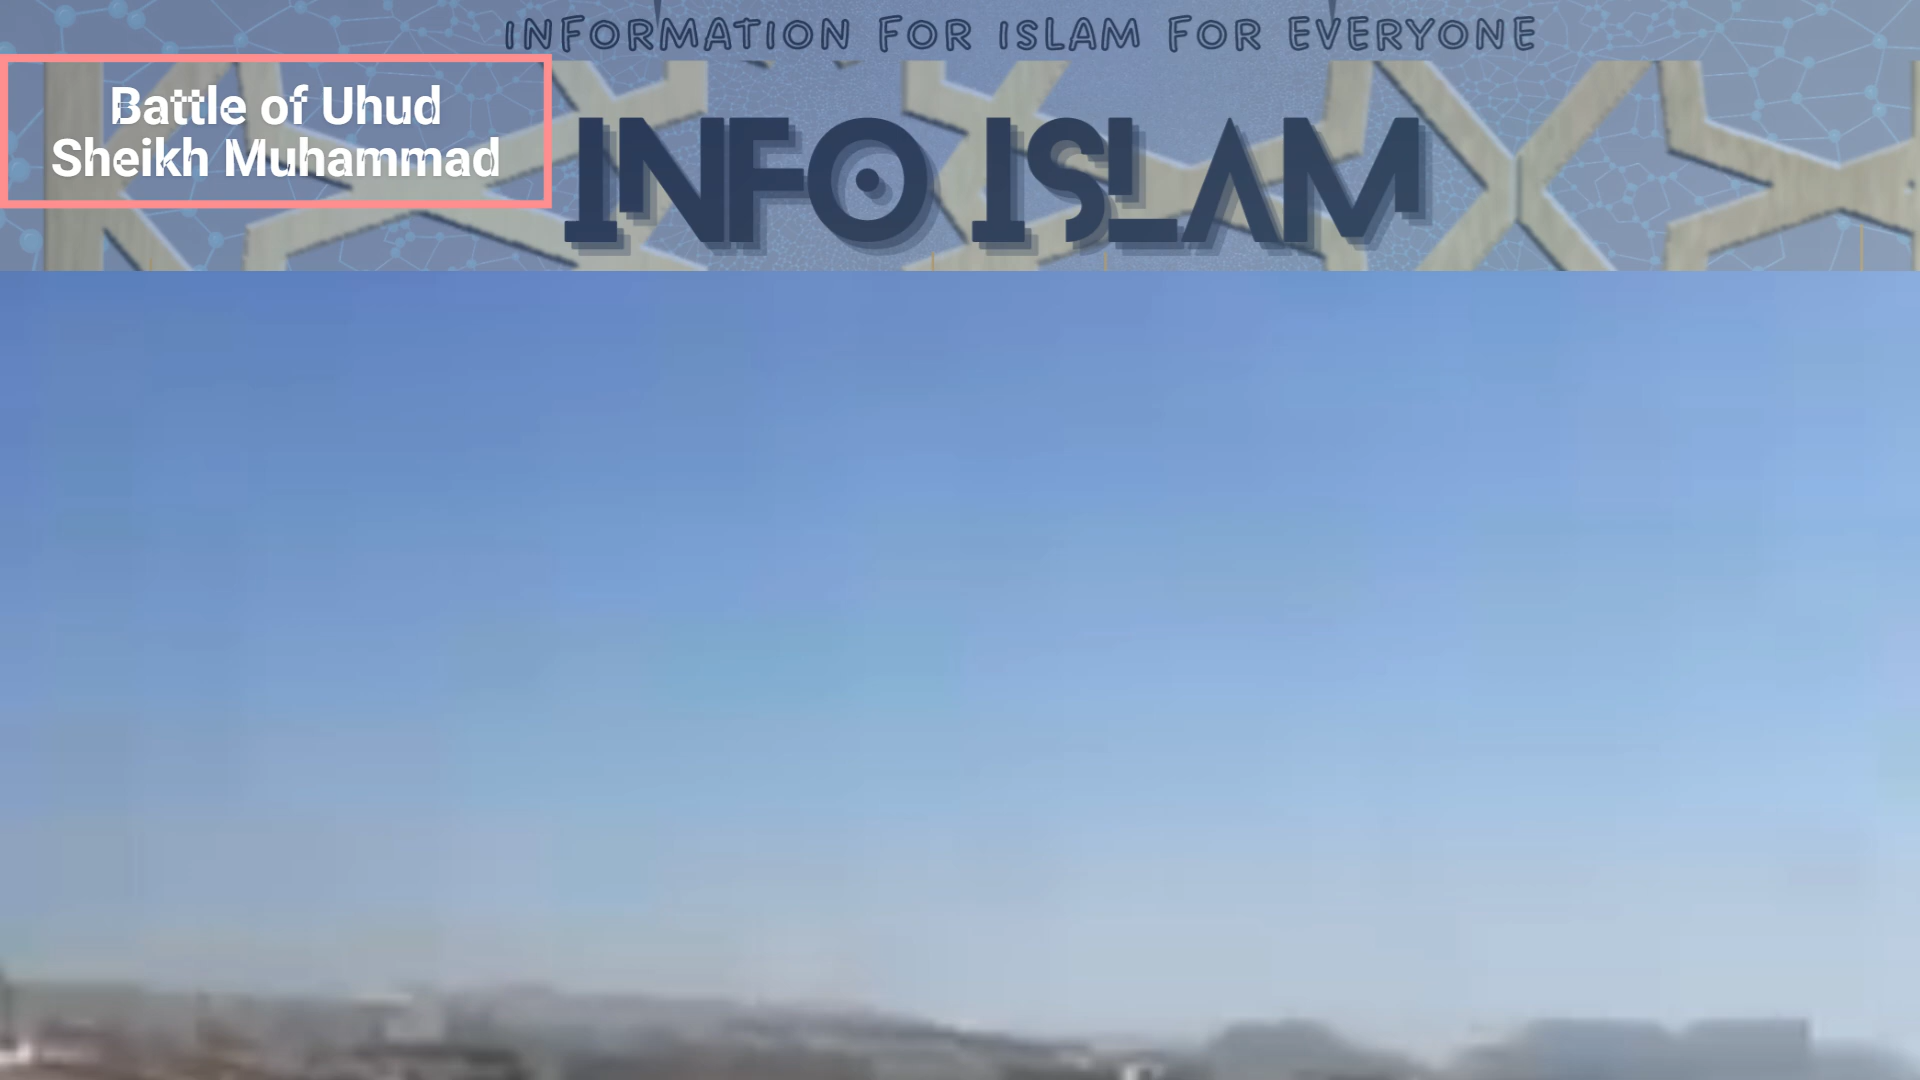 INFORMATION FOR ISLAM FOR EVERYONE
Battle of Uhud
Sheikh Muhammad
INFO ISLAM